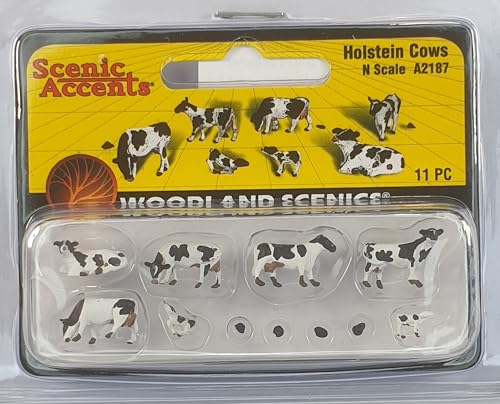 Scenic
Accents®
Holstein Cows
N Scale A2187
11 PC
WOODLAND SCENICS®